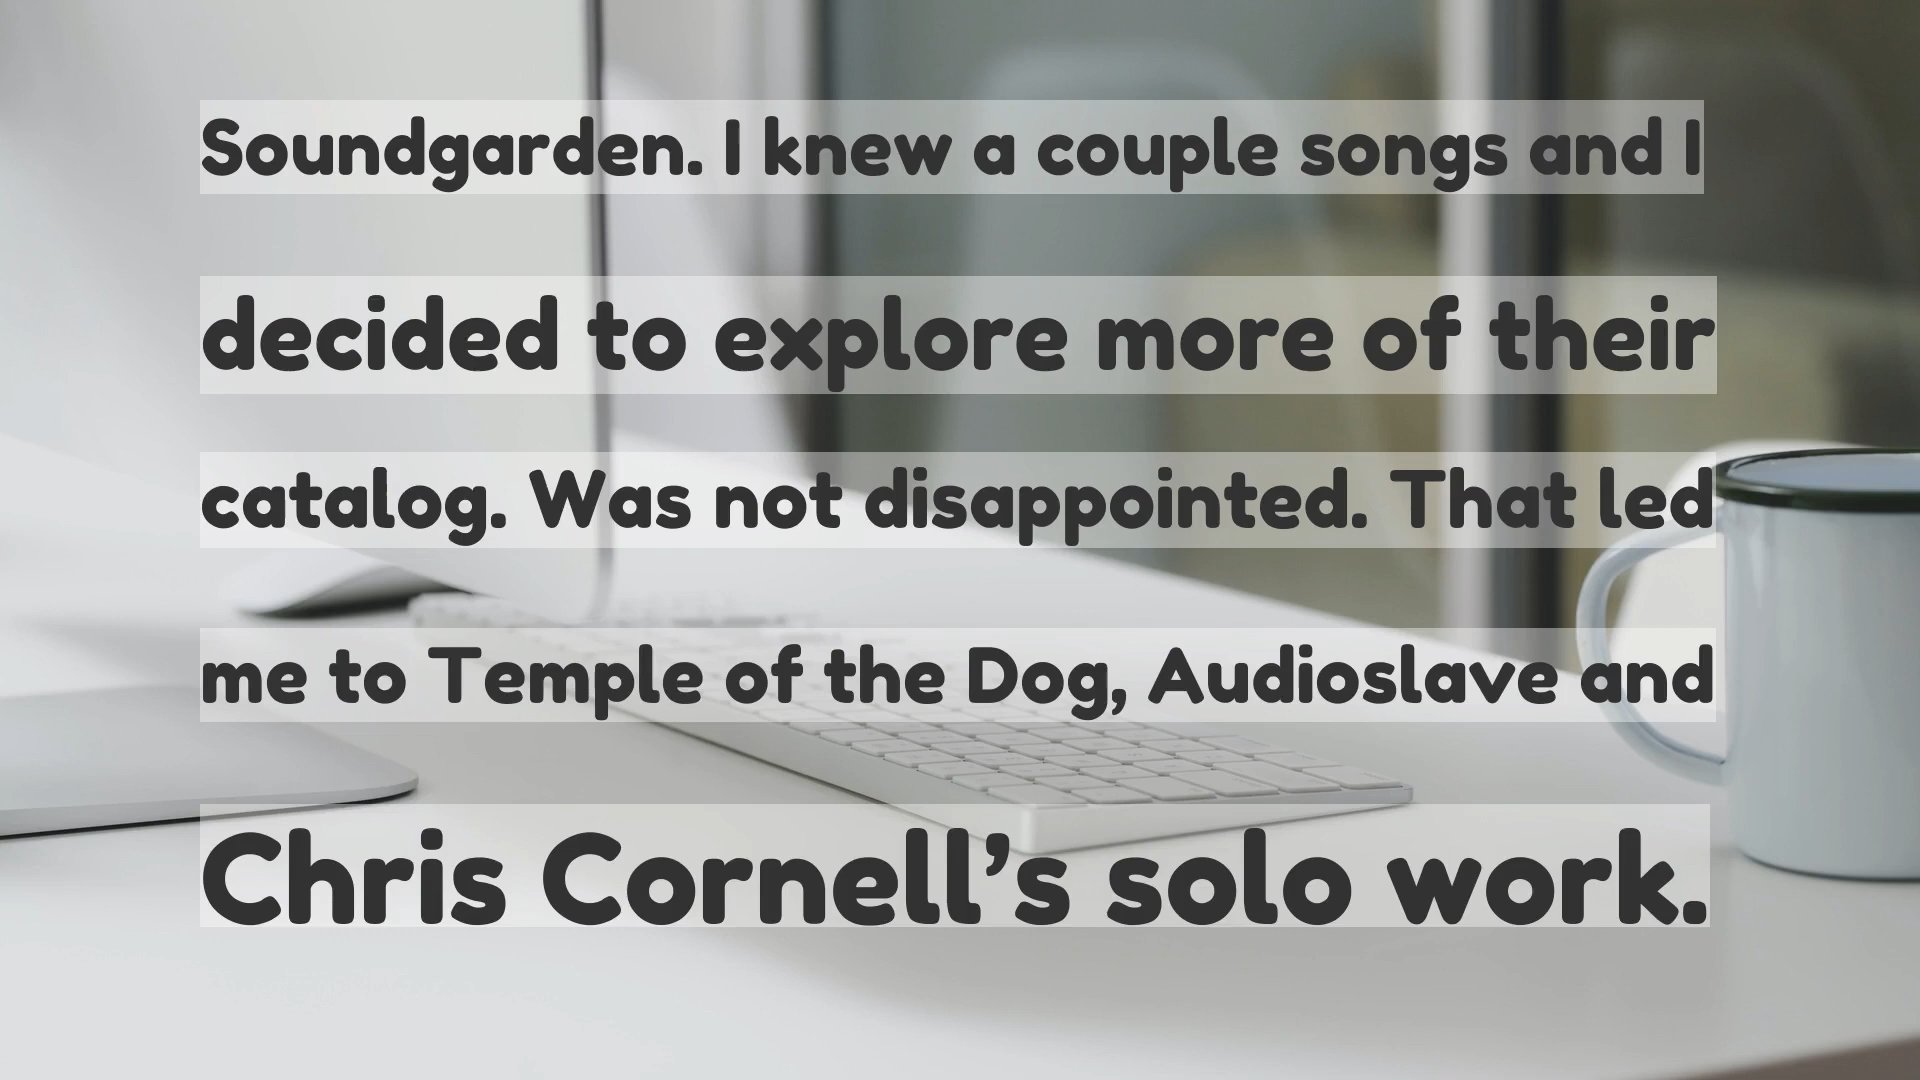 Soundgarden. I knew a couple songs and I
decided to explore more of their
catalog. Was not disappointed. That led
me to Temple of the Dog, Audioslave and
Chris Cornell’s solo work.